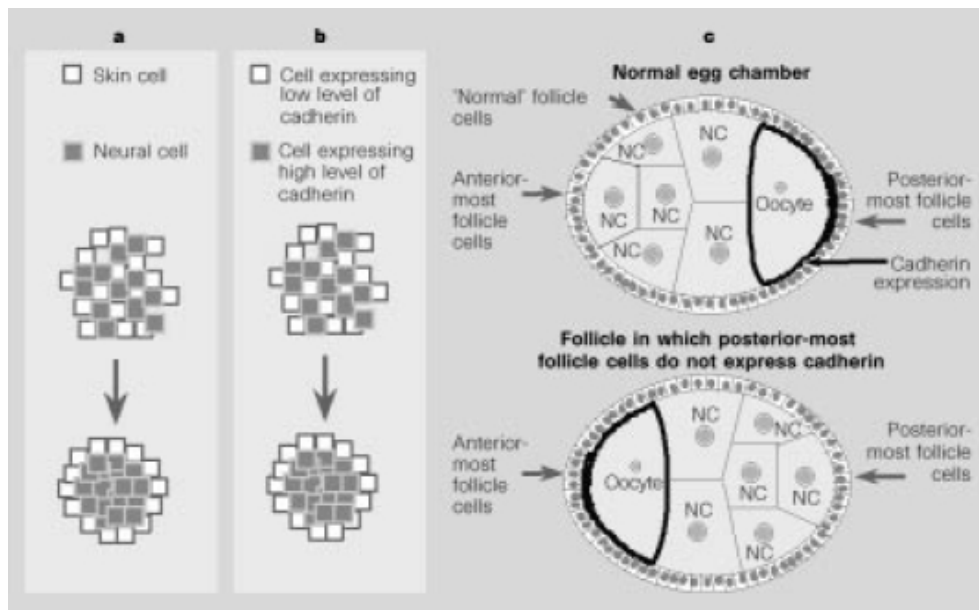 a
Skin cell
Neural cell
b
Cell expressing
low level of
cadherin
Cell expressing
high level of
cadherin
c
Normal egg chamber
"Normal" follicle
cells
Anterior-
most
follicle
cells
NC
NC
NC
NC
NC
NC
Oocyte
Posterior-
most follicle
cells
Cadherin
expression
Follicle in which posterior-most
follicle cells do not express cadherin
Anterior-
most
follicle
cells
Oocyte
NC
NC
NC
NC
NC
NC
Posterior-
most follicle
cells